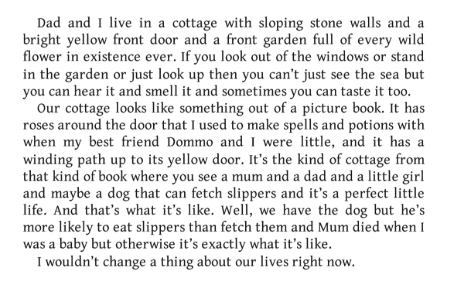 Dad and I live in a cottage with sloping stone walls and a
bright yellow front door and a front garden full of every wild
flower in existence ever. If you look out of the windows or stand
in the garden or just look up then you can’t just see the sea but
you can hear it and smell it and sometimes you can taste it too.
Our cottage looks like something out of a picture book. It has
roses around the door that I used to make spells and potions with
when my best friend Dommo and I were little, and it has a
winding path up to its yellow door. It’s the kind of cottage from
that kind of book where you see a mum and a dad and a little girl
and maybe a dog that can fetch slippers and it’s a perfect little
life. And that’s what it’s like. Well, we have the dog but he’s
more likely to eat slippers than fetch them and Mum died when I
was a baby but otherwise it’s exactly what it’s like.
I wouldn’t change a thing about our lives right now.